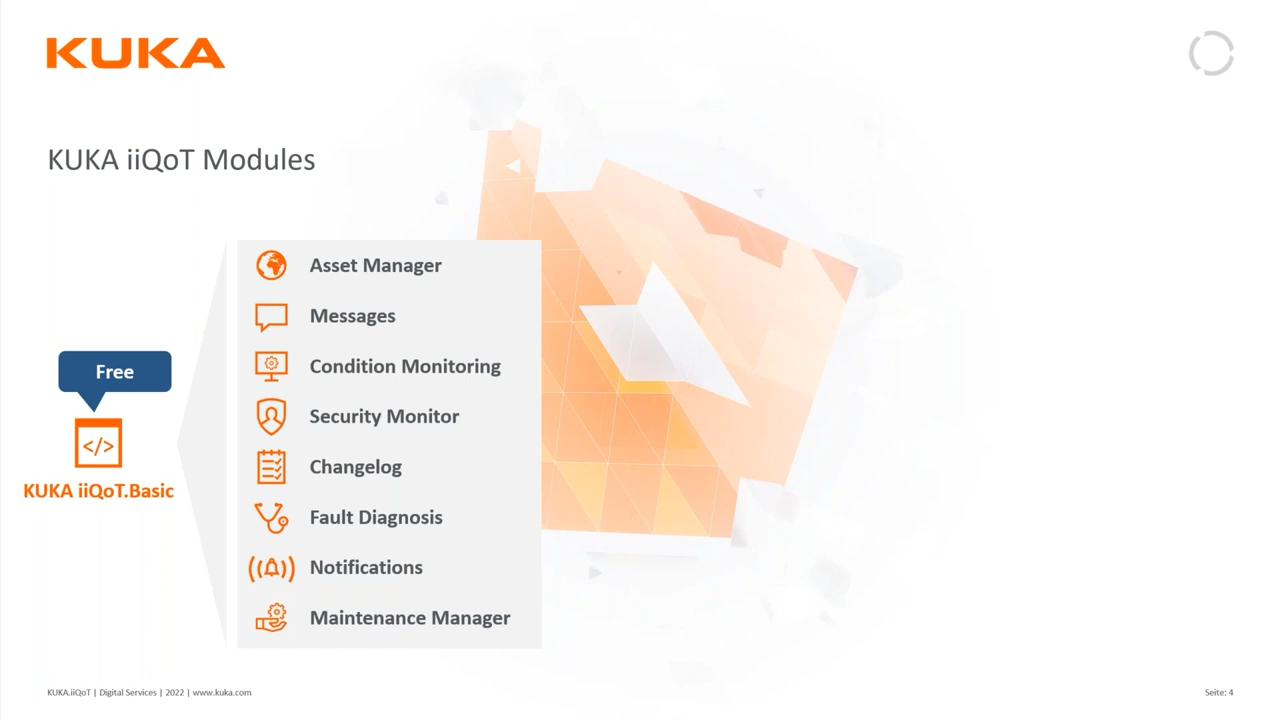 KUKA
KUKA iiQoT Modules
Asset Manager
Messages
Condition Monitoring
Security Monitor
Changelog
Fault Diagnosis
Notifications
Maintenance Manager
Free
</>
KUKA iiQoT.Basic
KUKA.iiQoT | Digital Services | 2022 | www.kuka.com
Seite: 4